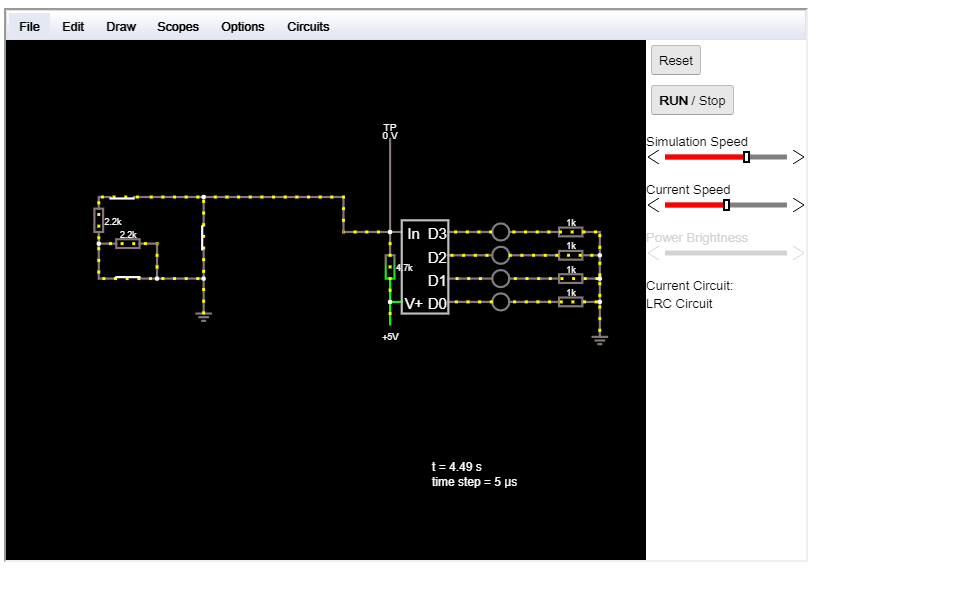 File Edit Draw Scopes Options Circuits
Reset
RUN / Stop
Simulation Speed
Current Speed
Power Brightness
Current Circuit:
LRC Circuit
TP
0 V
2.2k
2.2k
4.7k
In D3
D2
D1
V+ D0
1k
1k
1k
1k
+5V
t = 4.49 s
time step = 5 µs